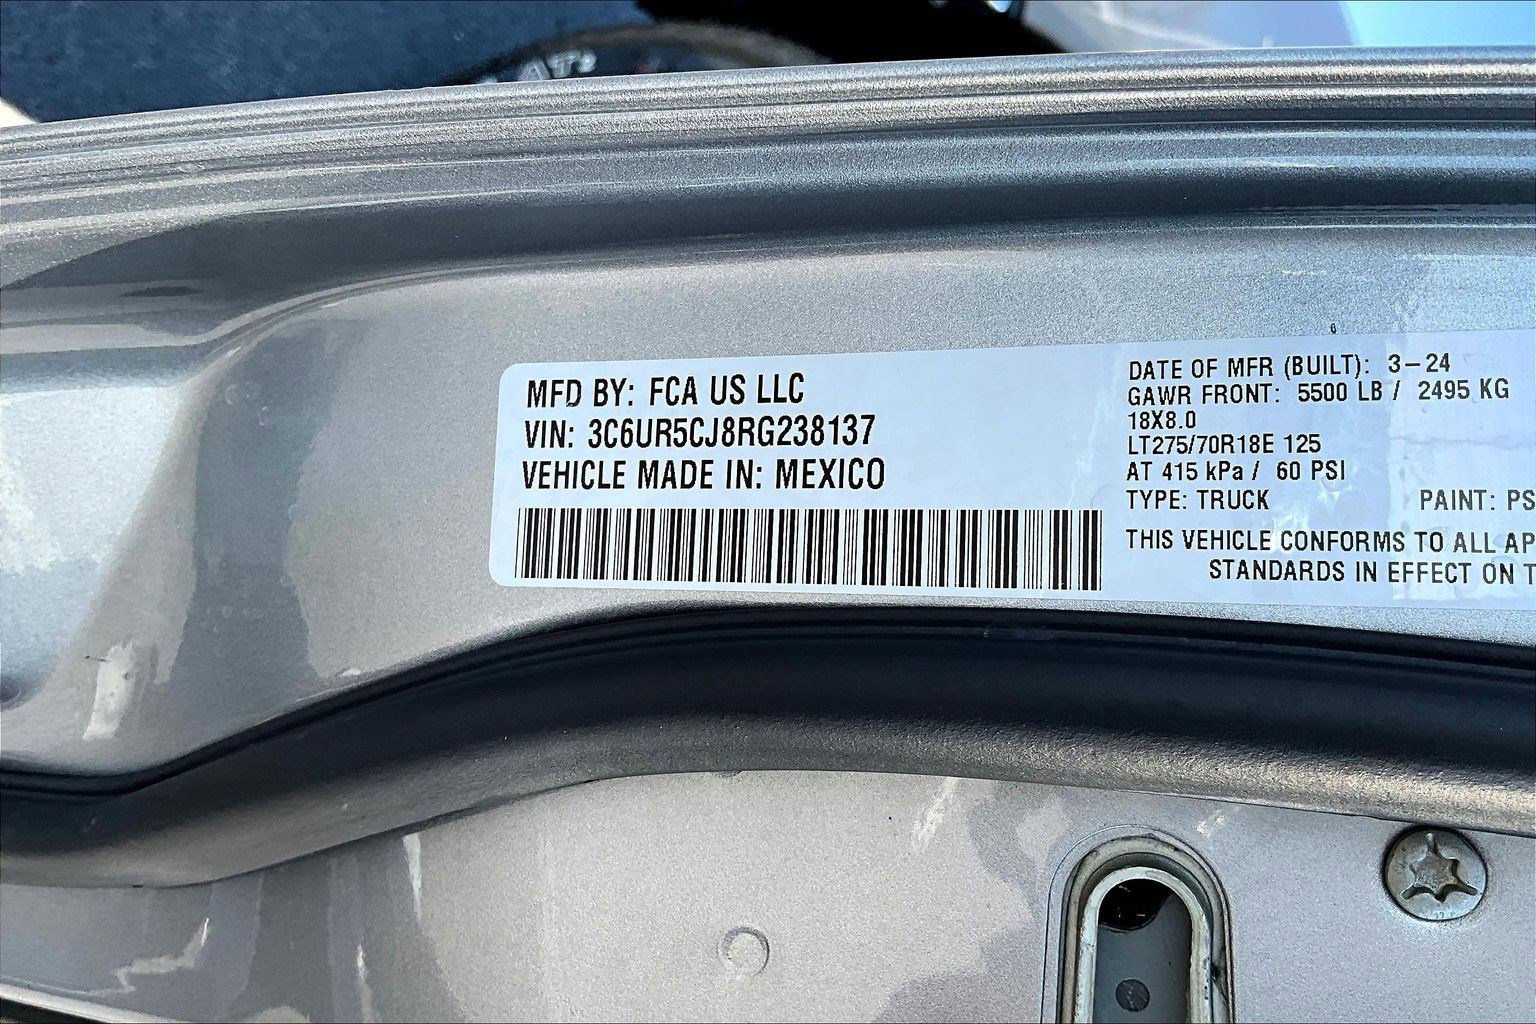 MFD BY: FCA US LLC
VIN: 3C6UR5CJ8RG238137
VEHICLE MADE IN: MEXICO
DATE OF MFR (BUILT): 3-24
GAWR FRONT: 5500 LB / 2495 KG
18X8.0
LT275/70R18E 125
AT 415 kPa / 60 PSI
TYPE: TRUCK PAINT: PS
THIS VEHICLE CONFORMS TO ALL AP
STANDARDS IN EFFECT ON T